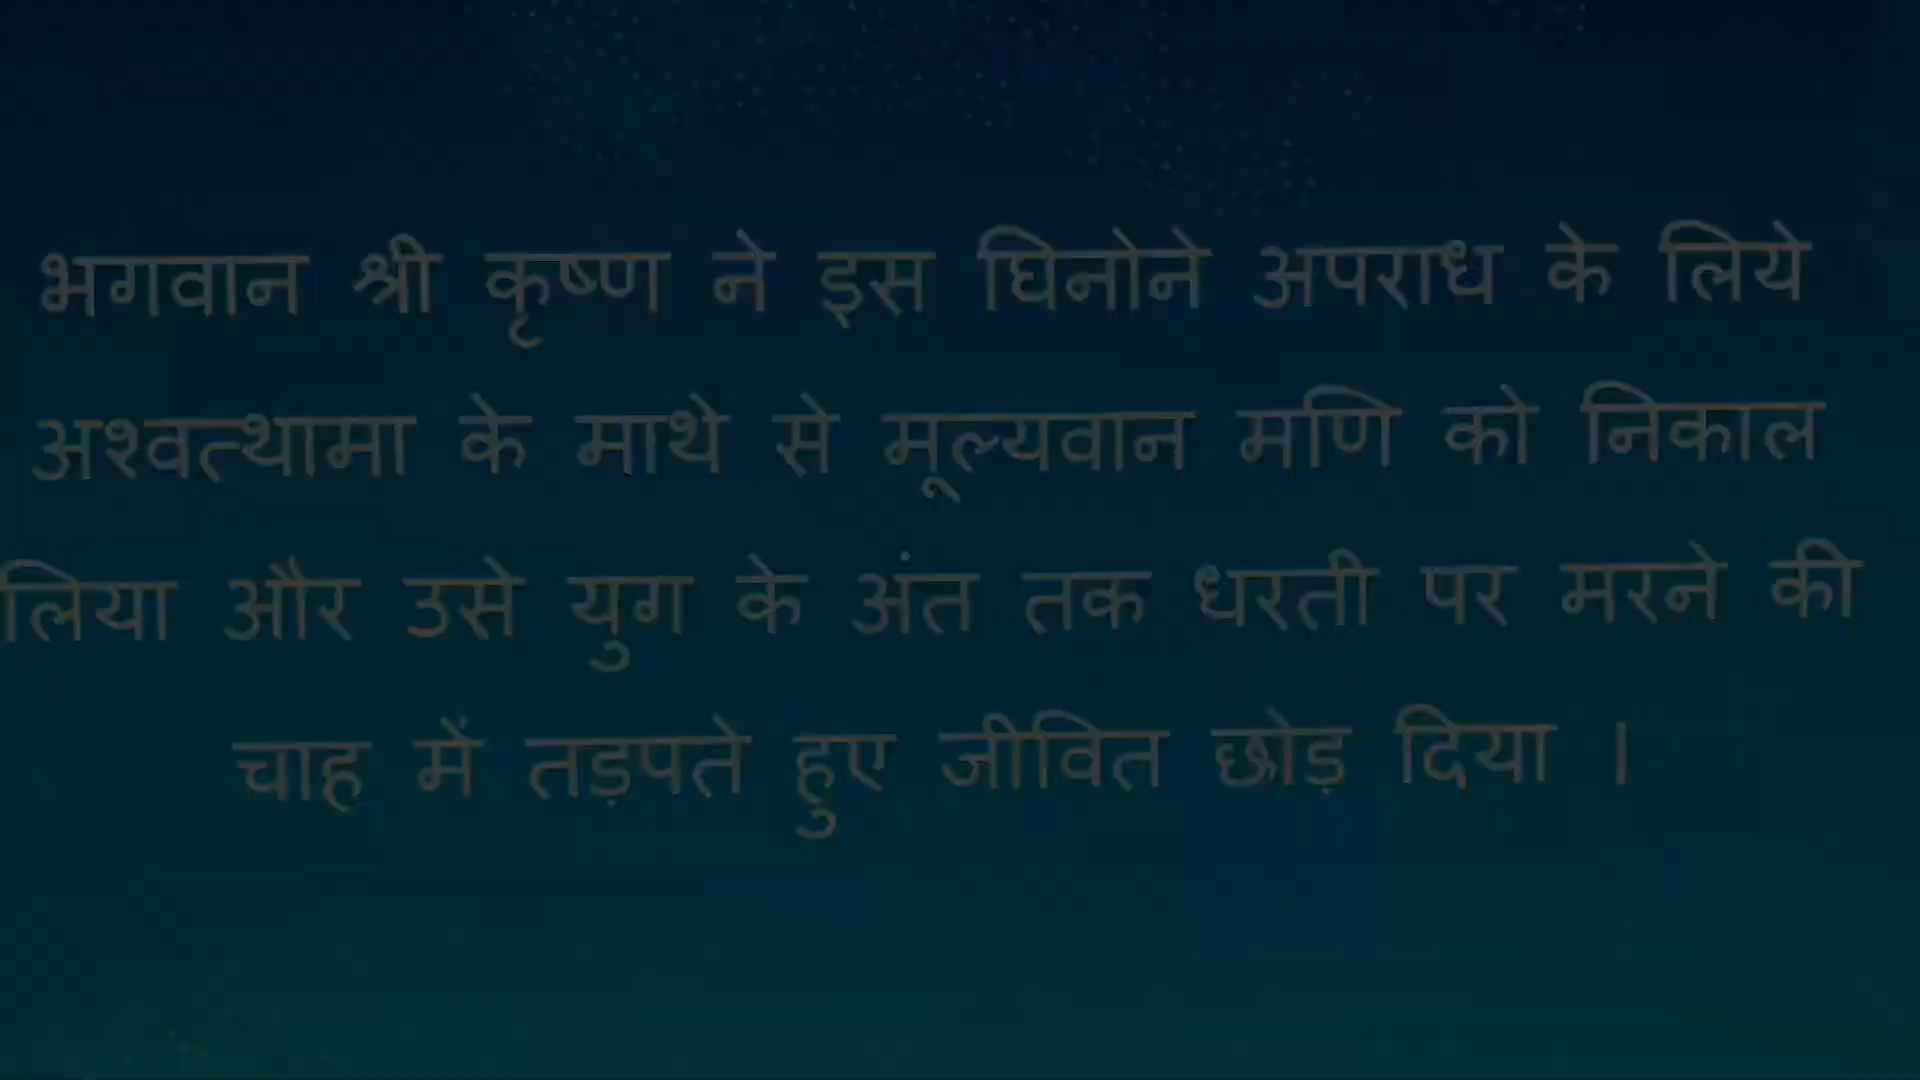 भगवान श्री कृष्ण ने इस घिनोने अपराध के लिये
अश्वत्थामा के माथे से मूल्यवान मणि को निकाल
लिया और उसे युग के अंत तक धरती पर मरने की
चाह में तड़पते हुए जीवित छोड़ दिया ।